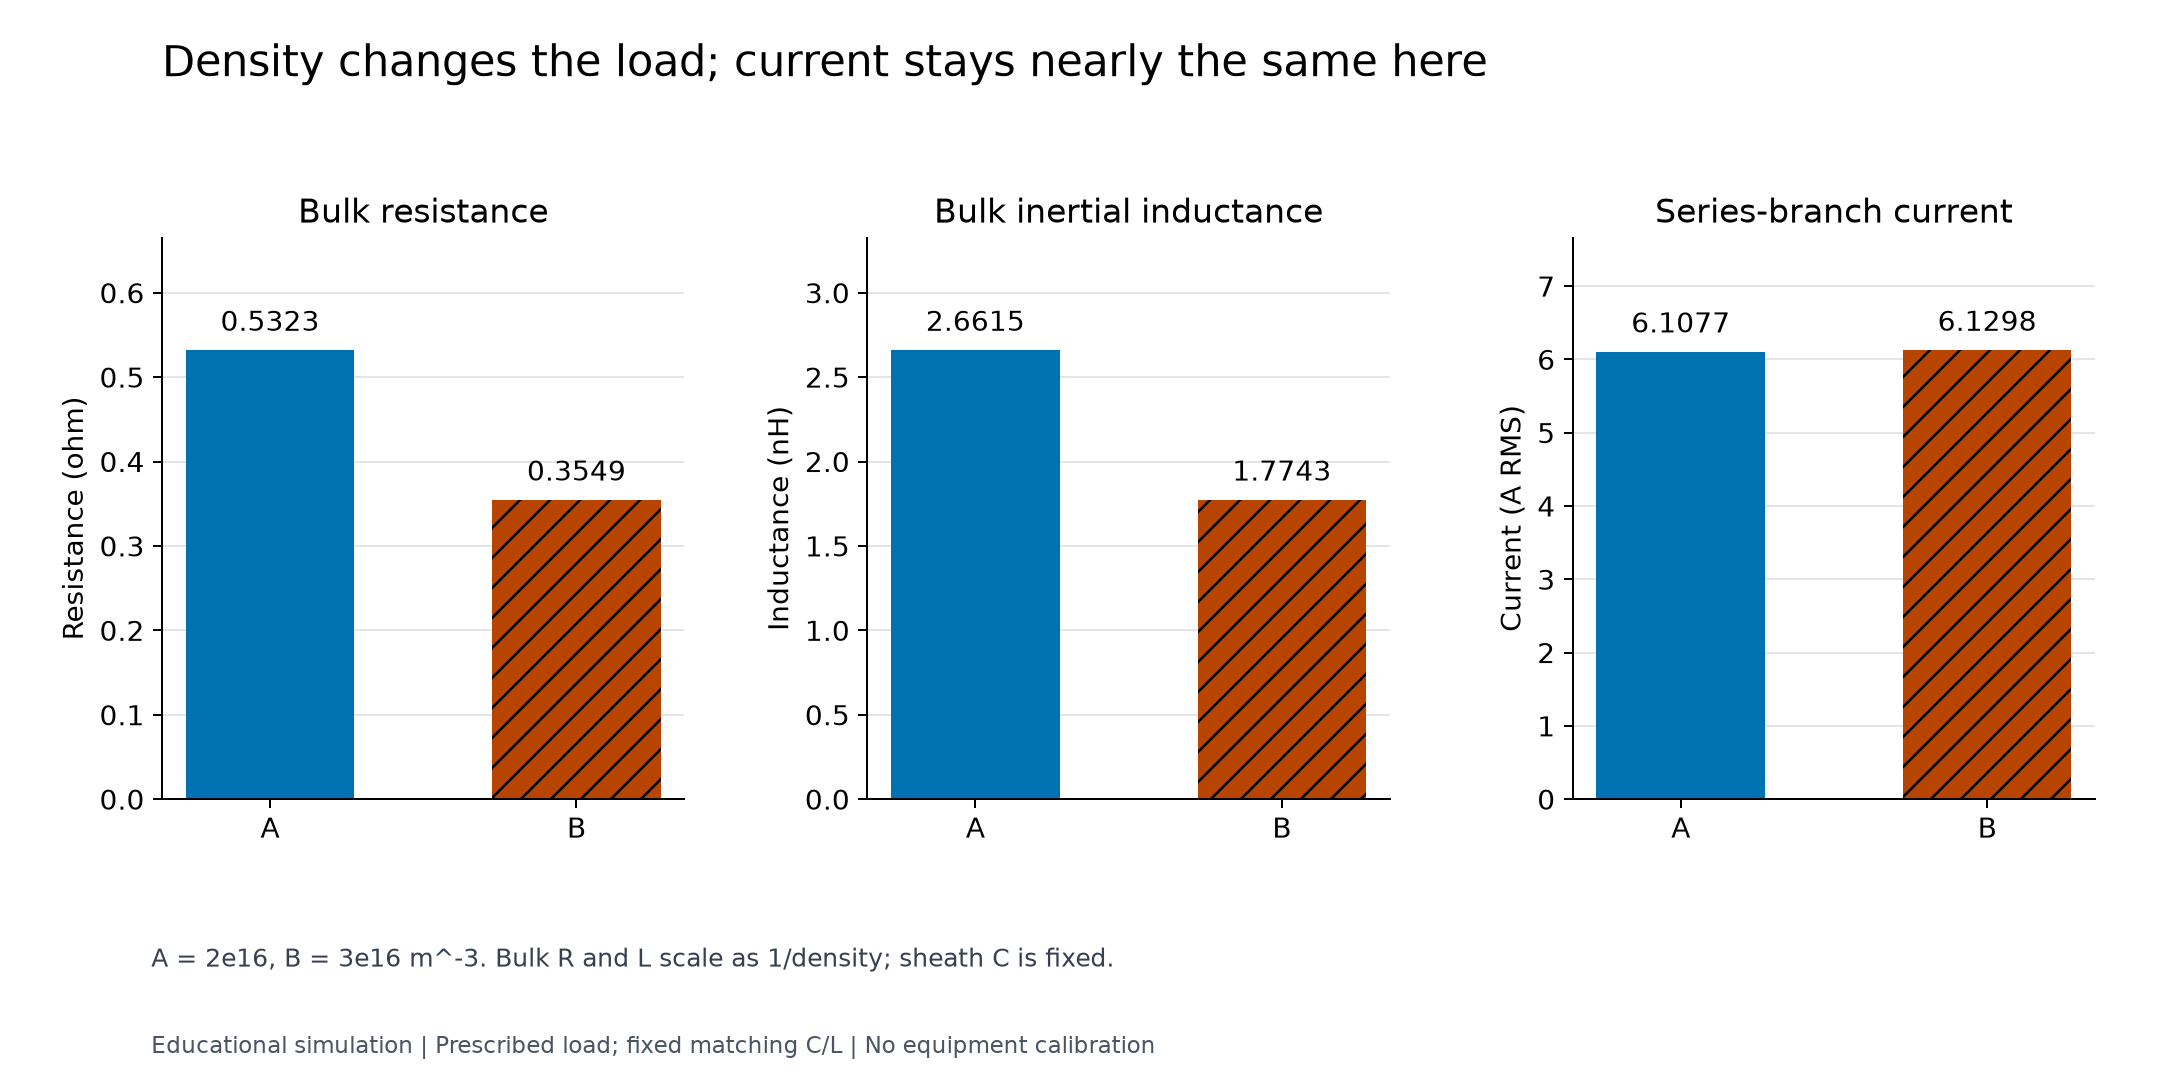 Density changes the load; current stays nearly the same here
Bulk resistance
Resistance (ohm)
0.6
0.5
0.4
0.3
0.2
0.1
0.0
0.5323
0.3549
A
B
Bulk inertial inductance
Inductance (nH)
3.0
2.5
2.0
1.5
1.0
0.5
0.0
2.6615
1.7743
A
B
Series-branch current
Current (A RMS)
7
6
5
4
3
2
1
0
6.1077
6.1298
A
B
A = 2e16, B = 3e16 m^-3. Bulk R and L scale as 1/density; sheath C is fixed.
Educational simulation | Prescribed load; fixed matching C/L | No equipment calibration